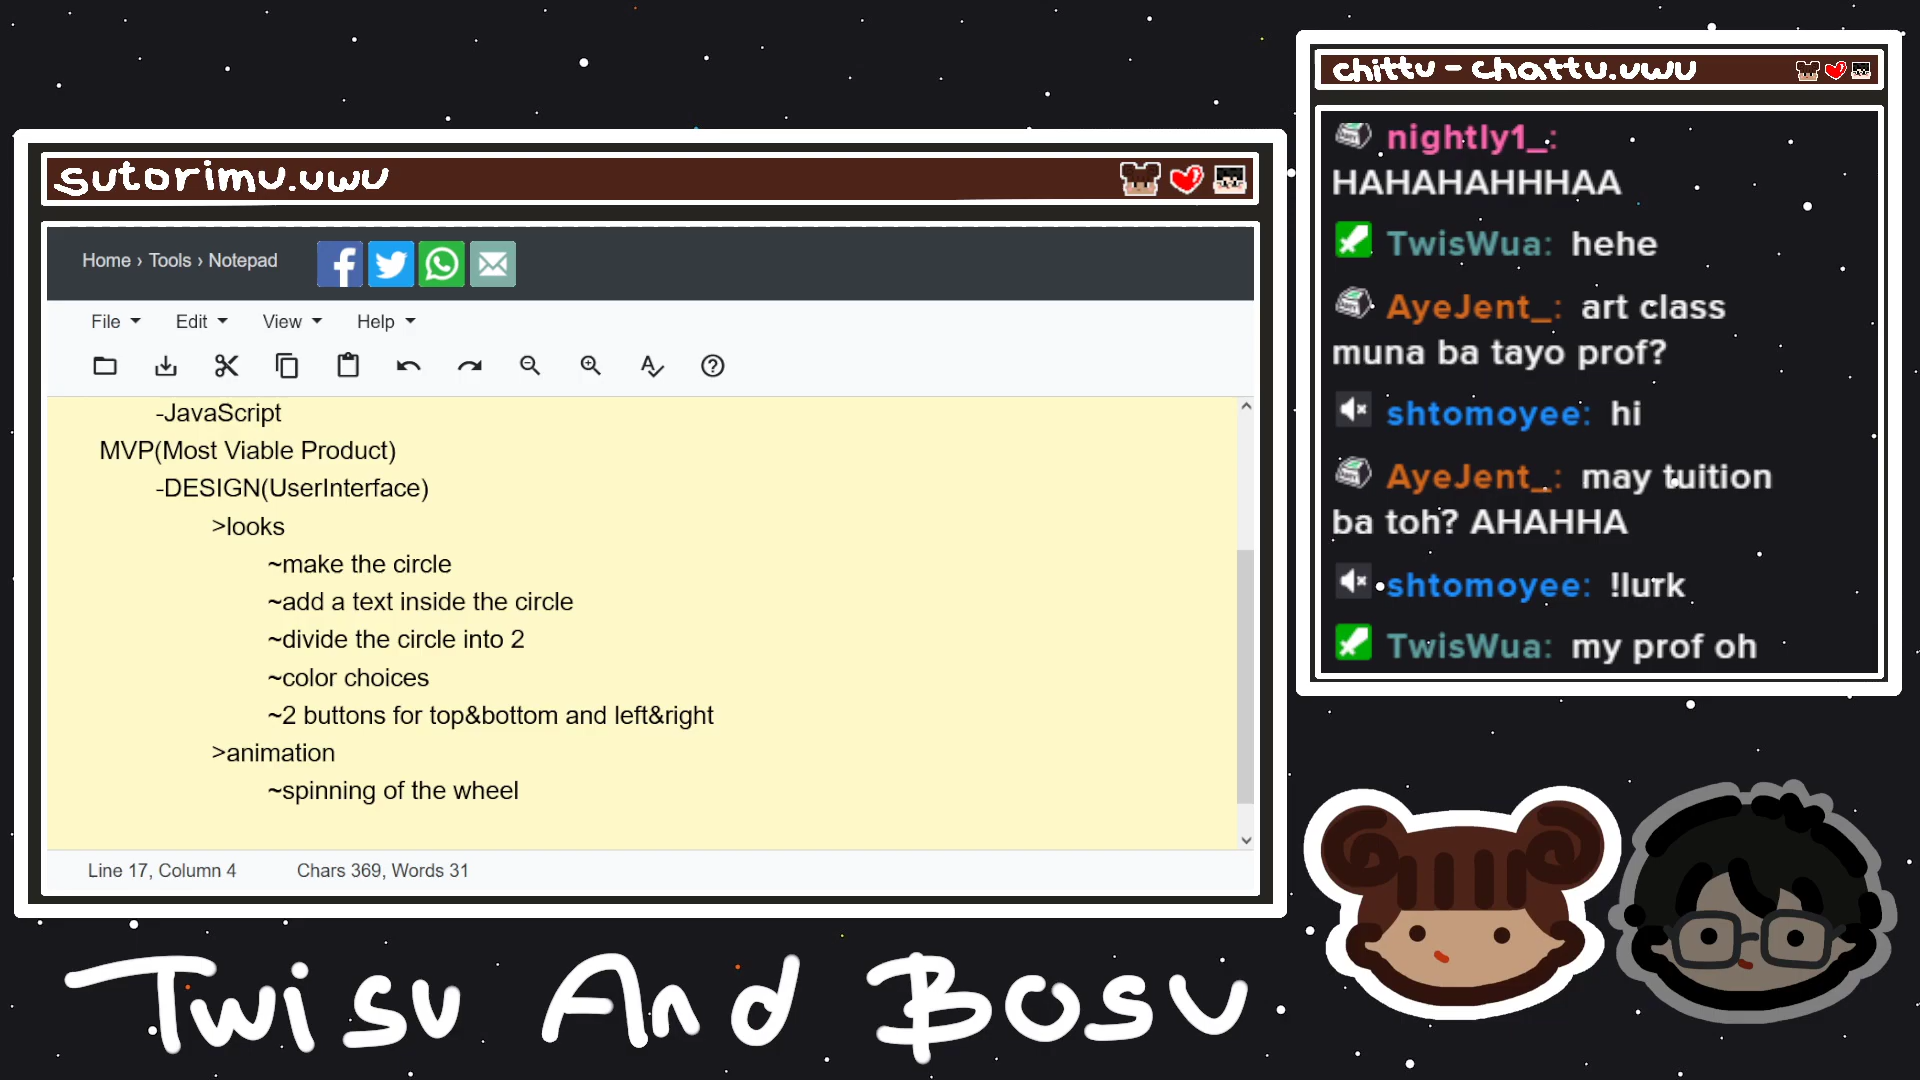 sutorimu.uwu
Home › Tools › Notepad
File Edit View Help
-JavaScript
MVP(Most Viable Product)
-DESIGN(UserInterface)
>looks
~make the circle
~add a text inside the circle
~divide the circle into 2
~color choices
~2 buttons for top&bottom and left&right
>animation
~spinning of the wheel
Line 17, Column 4 Chars 369, Words 31
chittu - chattu.uwu
nightly1_:
HAHAHAHHHAA
TwisWua: hehe
AyeJent_: art class
muna ba tayo prof?
shtomoyee: hi
AyeJent_: may tuition
ba toh? AHAHHA
shtomoyee: !lurk
TwisWua: my prof oh
Twisu And Bosu